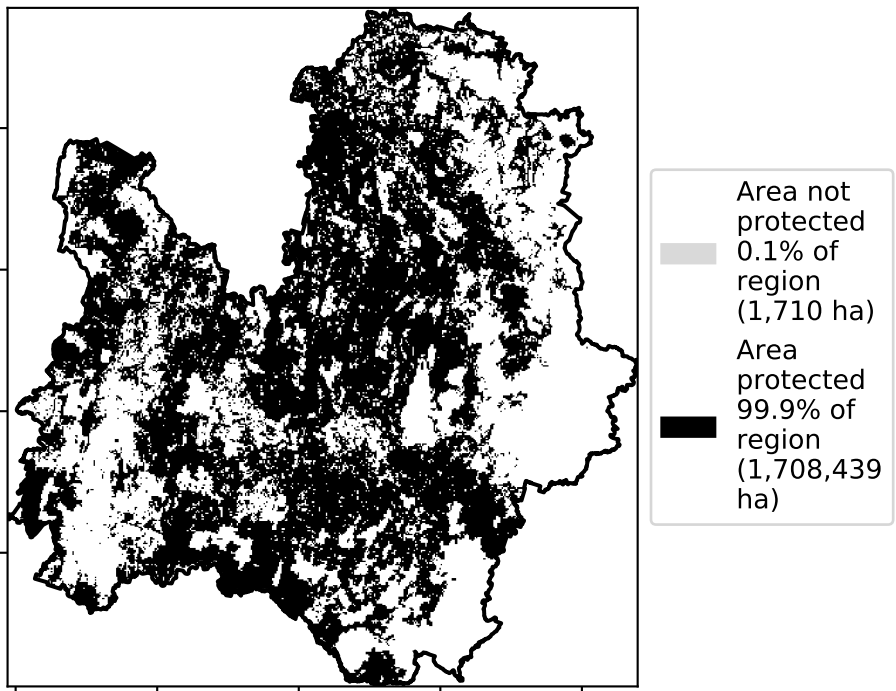 Area not
protected
0.1% of
region
(1,710 ha)
Area
protected
99.9% of
region
(1,708,439
ha)